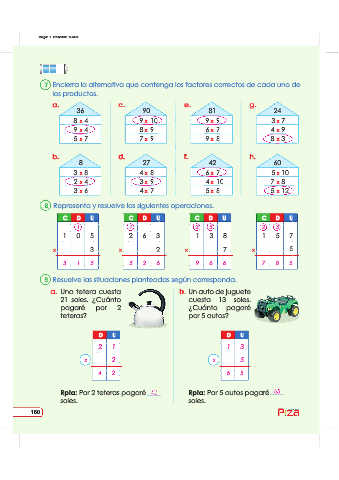 7 Encierra la alternativa que contenga los factores correctos de cada uno de
los productos.
a. c. e. g.
36 90 81 24
8 x 4 9 x 10 9 x 9 3 x 7
9 x 4 8 x 9 6 x 7 4 x 9
5 x 7 9 x 9 9 x 8 8 x 3
b. d. f. h.
8 27 42 60
3 x 8 4 x 8 6 x 7 5 x 10
2 x 4 3 x 9 4 x 10 7 x 8
3 x 6 4 x 7 5 x 8 5 x 12
8 Representa y resuelve las siguientes operaciones.
C D U C D U C D U C D U
1 0 5 2 6 3 1 3 8 1 5 7
x 3 x 2 x 7 x 5
3 1 5 5 2 6 9 6 6 7 8 5
9 Resuelve las situaciones planteadas según corresponda.
a. Una tetera cuesta
21 soles. ¿Cuánto
pagaré por 2
teteras?
b. Un auto de juguete
cuesta 13 soles.
¿Cuánto pagaré
por 5 autos?
D U D U
2 1 1 3
x 2 x 5
4 2 6 5
Rpta: Por 2 teteras pagaré 42
soles.
Rpta: Por 5 autos pagaré 65
soles.
160